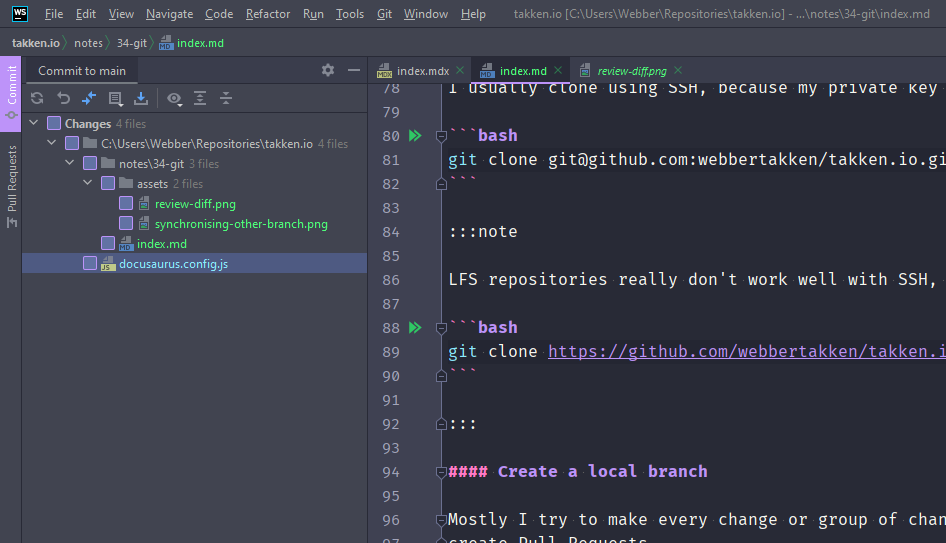 WS File Edit View Navigate Code Refactor Run Tools Git Window Help takken.io [C:\Users\Webber\Repositories\takken.io] - ...\notes\34-git\index.md
takken.io notes 34-git index.md
Commit
Pull Requests
Commit to main
Changes 4 files
C:\Users\Webber\Repositories\takken.io 4 files
notes\34-git 3 files
assets 2 files
review-diff.png
synchronising-other-branch.png
index.md
docusaurus.config.js
index.mdx index.md review-diff.png
78 I usually clone using SSH, because my private key
79
80 ```bash
81 git clone git@github.com:webbertakken/takken.io.gi
82 ```
83
84 :::note
85
86 LFS repositories really don't work well with SSH,
87
88 ```bash
89 git clone https://github.com/webbertakken/takken.i
90 ```
91
92 :::
93
94 #### Create a local branch
95
96 Mostly I try to make every change or group of chan
97 create Pull Requests